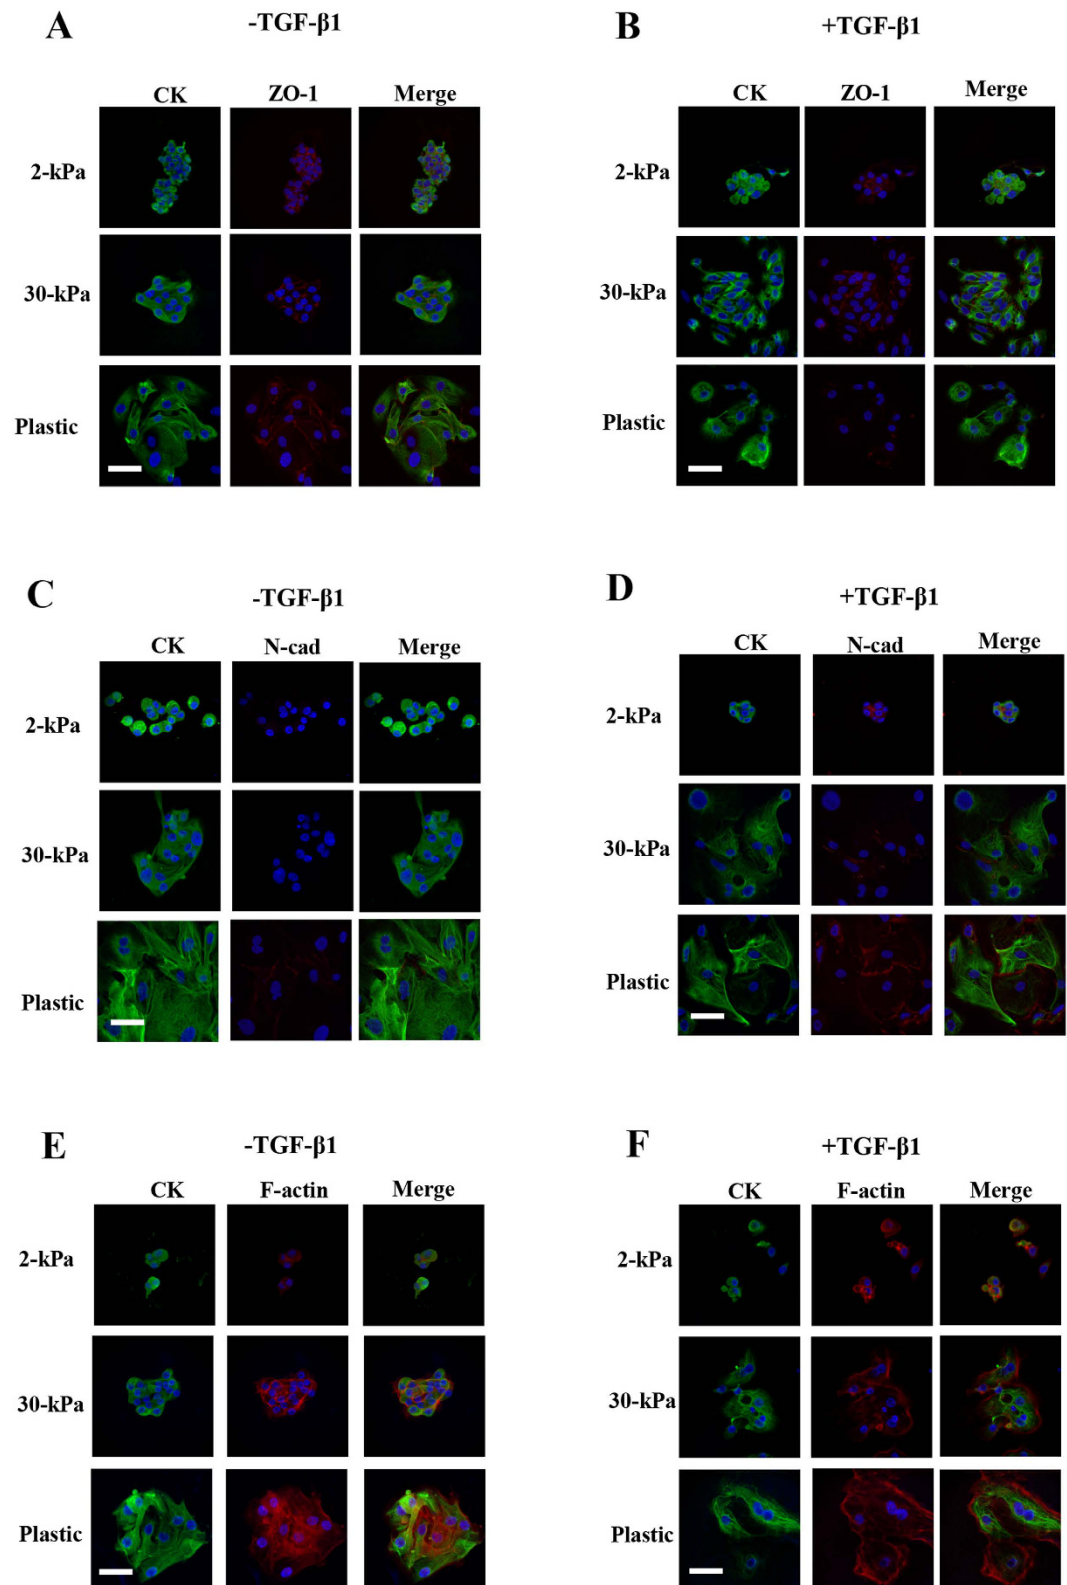 A
-TGF-β1
CK ZO-1 Merge
2-kPa
30-kPa
Plastic
B
+TGF-β1
CK ZO-1 Merge
2-kPa
30-kPa
Plastic
C
-TGF-β1
CK N-cad Merge
2-kPa
30-kPa
Plastic
D
+TGF-β1
CK N-cad Merge
2-kPa
30-kPa
Plastic
E
-TGF-β1
CK F-actin Merge
2-kPa
30-kPa
Plastic
F
+TGF-β1
CK F-actin Merge
2-kPa
30-kPa
Plastic